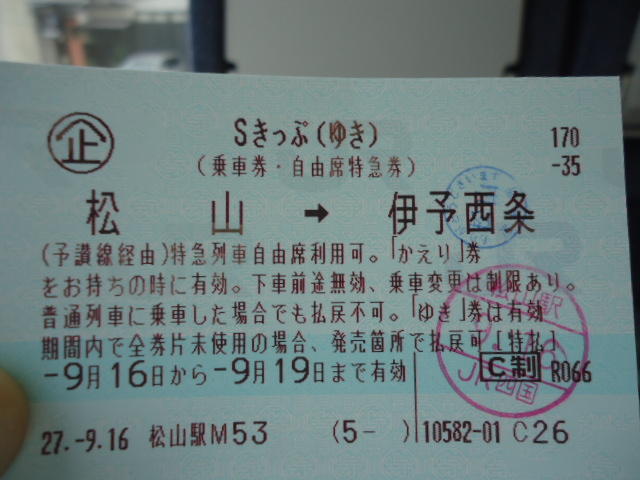 企 Sきっぷ(ゆき) 170
(乗車券・自由席特急券) -35
松山 → 伊予西条
(予讃線経由)特急列車自由席利用可。「かえり」券
をお持ちの時に有効。下車前途無効、乗車変更は制限あり。
普通列車に乗車した場合でも払戻不可。「ゆき」券は有効
期間内で全券片未使用の場合、発売箇所で払戻可「特払」
-9月16日から-9月19日まで有効 C制 R066
27.-9.16 松山駅M53 (5- ) 10582-01 C26
松山駅
JR四国